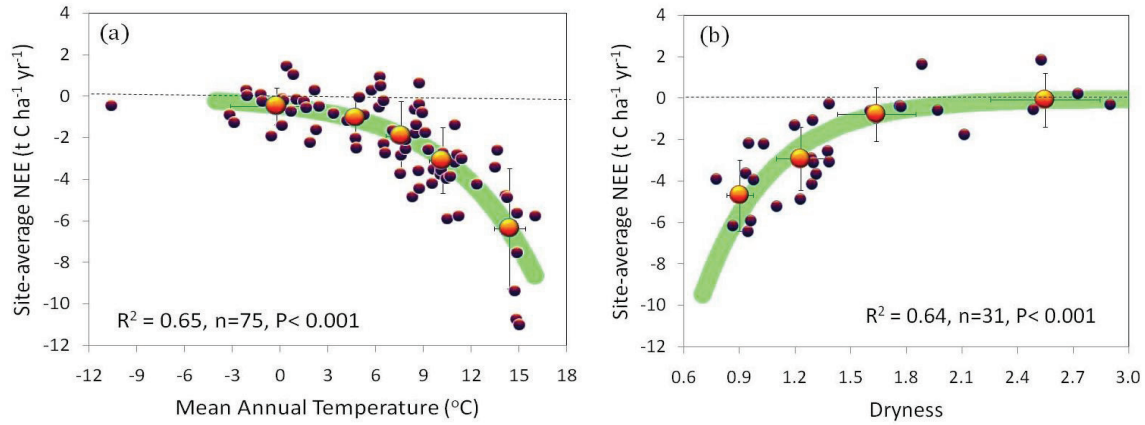 (a)
Site-average NEE (t C ha⁻¹ yr⁻¹)
4
2
0
-2
-4
-6
-8
-10
-12
R² = 0.65, n=75, P< 0.001
-12 -9 -6 -3 0 3 6 9 12 15 18
Mean Annual Temperature (°C)
(b)
Site-average NEE (t C ha⁻¹ yr⁻¹)
4
2
0
-2
-4
-6
-8
-10
-12
R² = 0.64, n=31, P< 0.001
0.6 0.9 1.2 1.5 1.8 2.1 2.4 2.7 3.0
Dryness